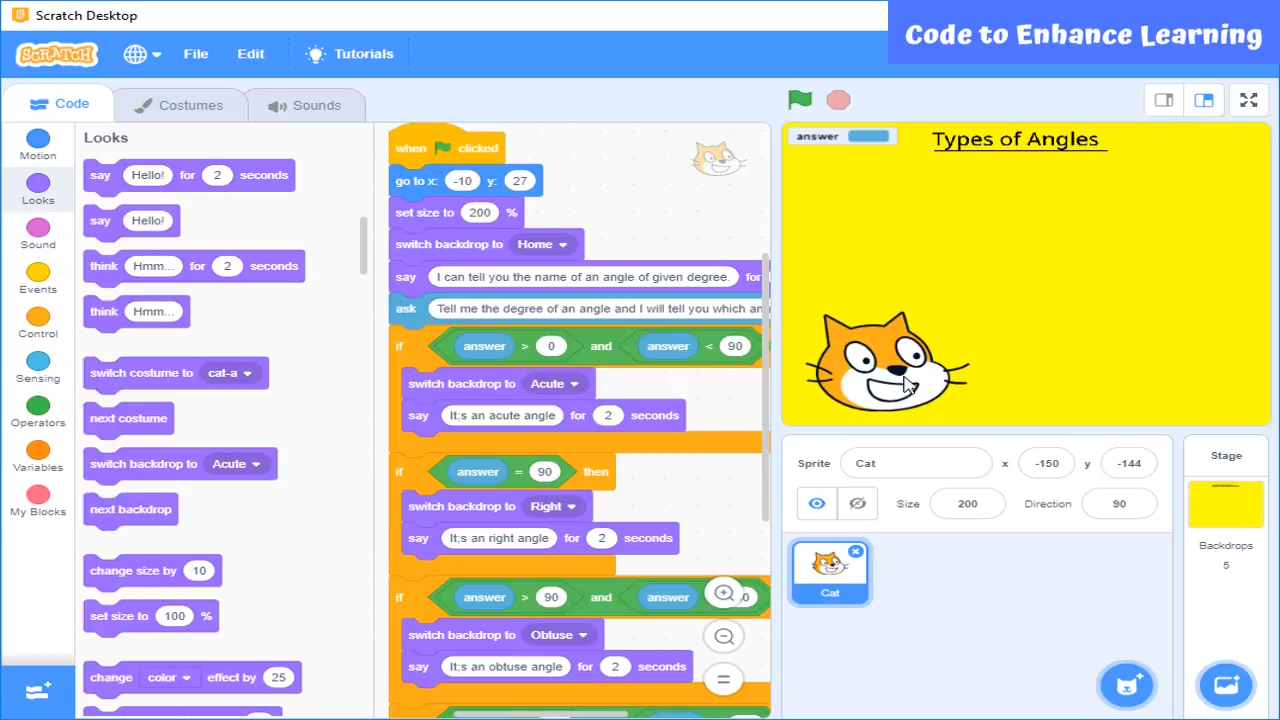 Scratch Desktop
Code to Enhance Learning
SCRATCH File Edit Tutorials
Code Costumes Sounds
Motion
Looks
Sound
Events
Control
Sensing
Operators
Variables
My Blocks
Looks
say Hello! for 2 seconds
say Hello!
think Hmm... for 2 seconds
think Hmm...
switch costume to cat-a
next costume
switch backdrop to Acute
next backdrop
change size by 10
set size to 100 %
change color effect by 25
when clicked
go to x: -10 y: 27
set size to 200 %
switch backdrop to Home
say I can tell you the name of an angle of given degree. for
ask Tell me the degree of an angle and I will tell you which
if answer > 0 and answer < 90
switch backdrop to Acute
say It;s an acute angle for 2 seconds
if answer = 90 then
switch backdrop to Right
say It;s an right angle for 2 seconds
if answer > 90 and answer
switch backdrop to Obtuse
say It;s an obtuse angle for 2 seconds
answer
Types of Angles
Sprite Cat x -150 y -144
Size 200 Direction 90
Cat
Stage
Backdrops
5